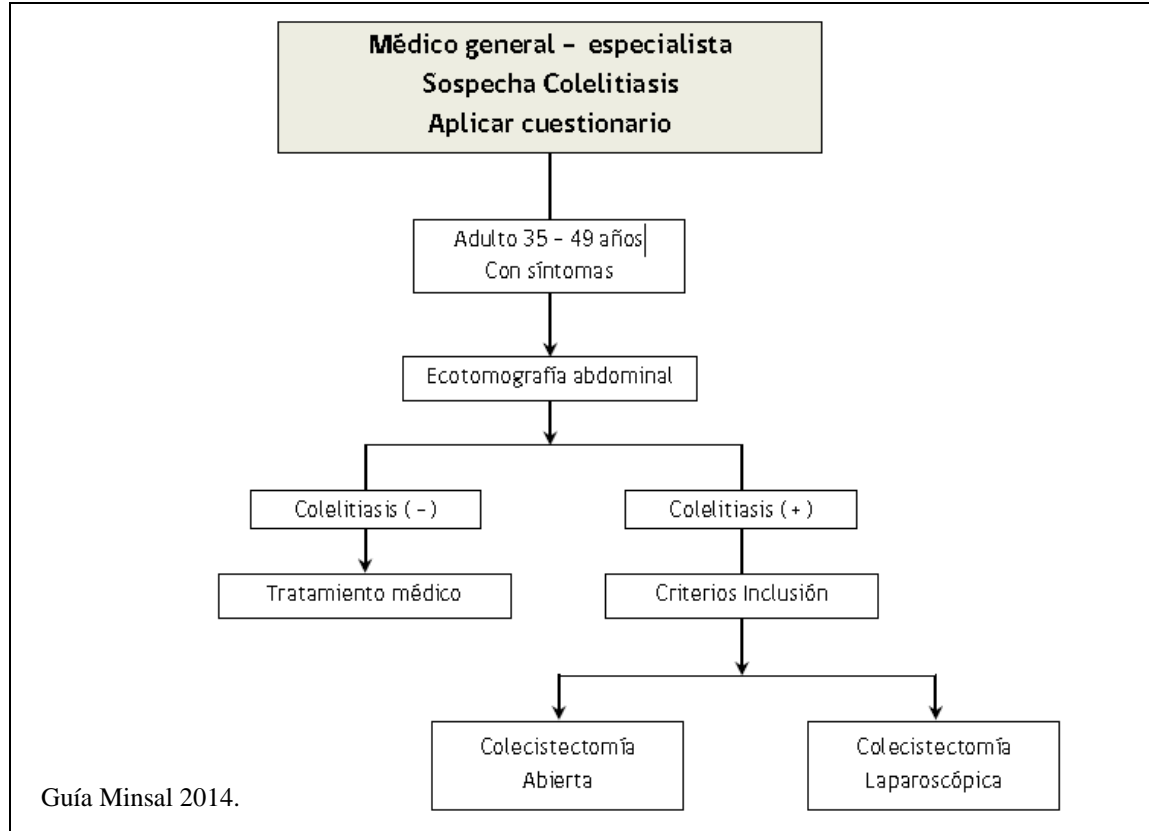 Médico general – especialista
Sospecha Colelitiasis
Aplicar cuestionario
Adulto 35 – 49 años
Con síntomas
Ecotomografía abdominal
Colelitiasis ( – )
Colelitiasis ( + )
Tratamiento médico
Criterios Inclusión
Colecistectomía
Abierta
Colecistectomía
Laparoscópica
Guía Minsal 2014.